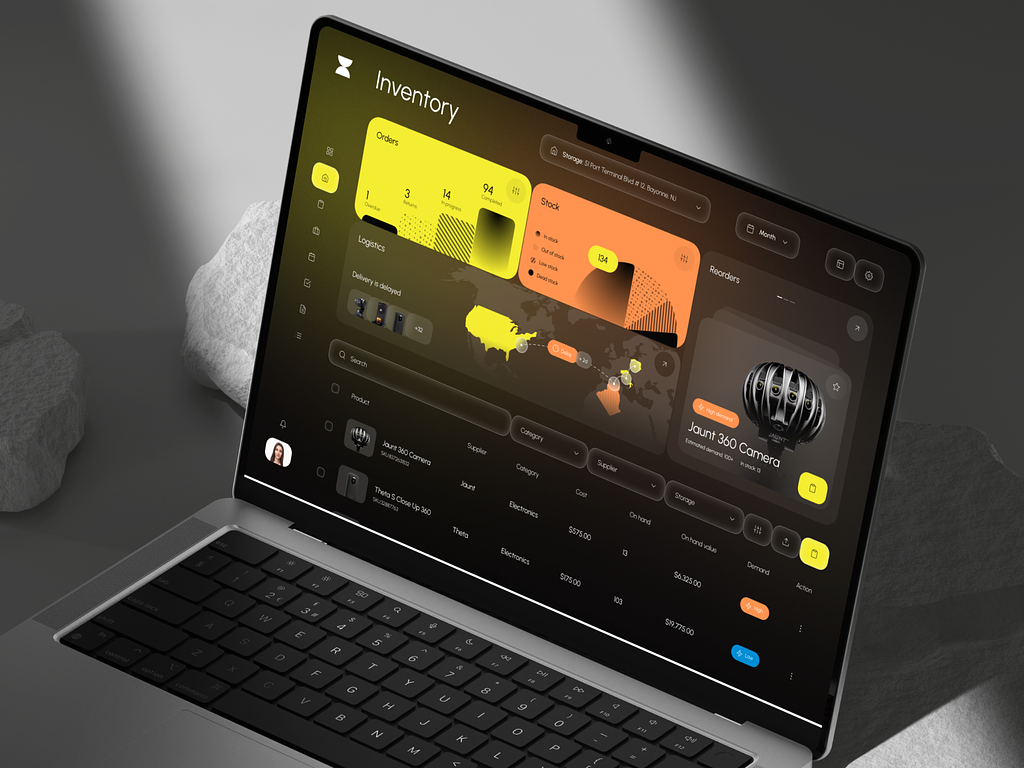 Inventory
Storage: 51 Port Terminal Blvd # 12, Bayonne, NJ
Month
Orders
1
Overdue
3
Returns
14
In progress
94
Completed
Stock
In stock
Out of stock
Low stock
Dead stock
134
Reorders
High demand
Jaunt 360 Camera
Estimated demand: 100+
In stock: 13
Logistics
Delivery is delayed
+32
Search
Category
Supplier
Storage
Product
Supplier
Category
Cost
On hand
On hand value
Demand
Action
Jaunt 360 Camera
Jaunt
Electronics
$575.00
13
$6,325.00
High
Theta S Close Up 360
Theta
Electronics
$175.00
103
$19,775.00
Low
Q W E R T Y U I O P
A S D F G H J K L
Z X C V B N M